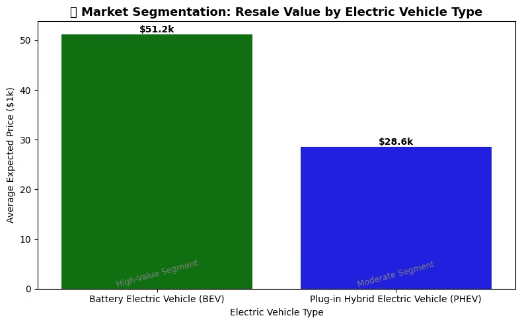 Market Segmentation: Resale Value by Electric Vehicle Type
$51.2k
$28.6k
50
40
30
20
10
0
Average Expected Price ($1k)
High-Value Segment
Moderate Segment
Battery Electric Vehicle (BEV)
Plug-in Hybrid Electric Vehicle (PHEV)
Electric Vehicle Type